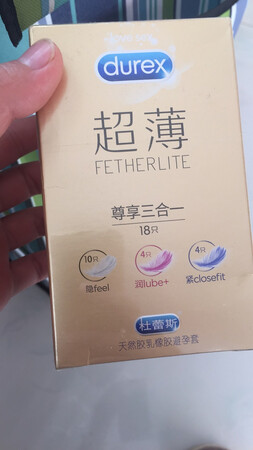 durex
超薄
FETHERLITE
尊享三合一
18只
10只 4只 4只
隐feel 润lube+ 紧closefit
杜蕾斯
天然胶乳橡胶避孕套